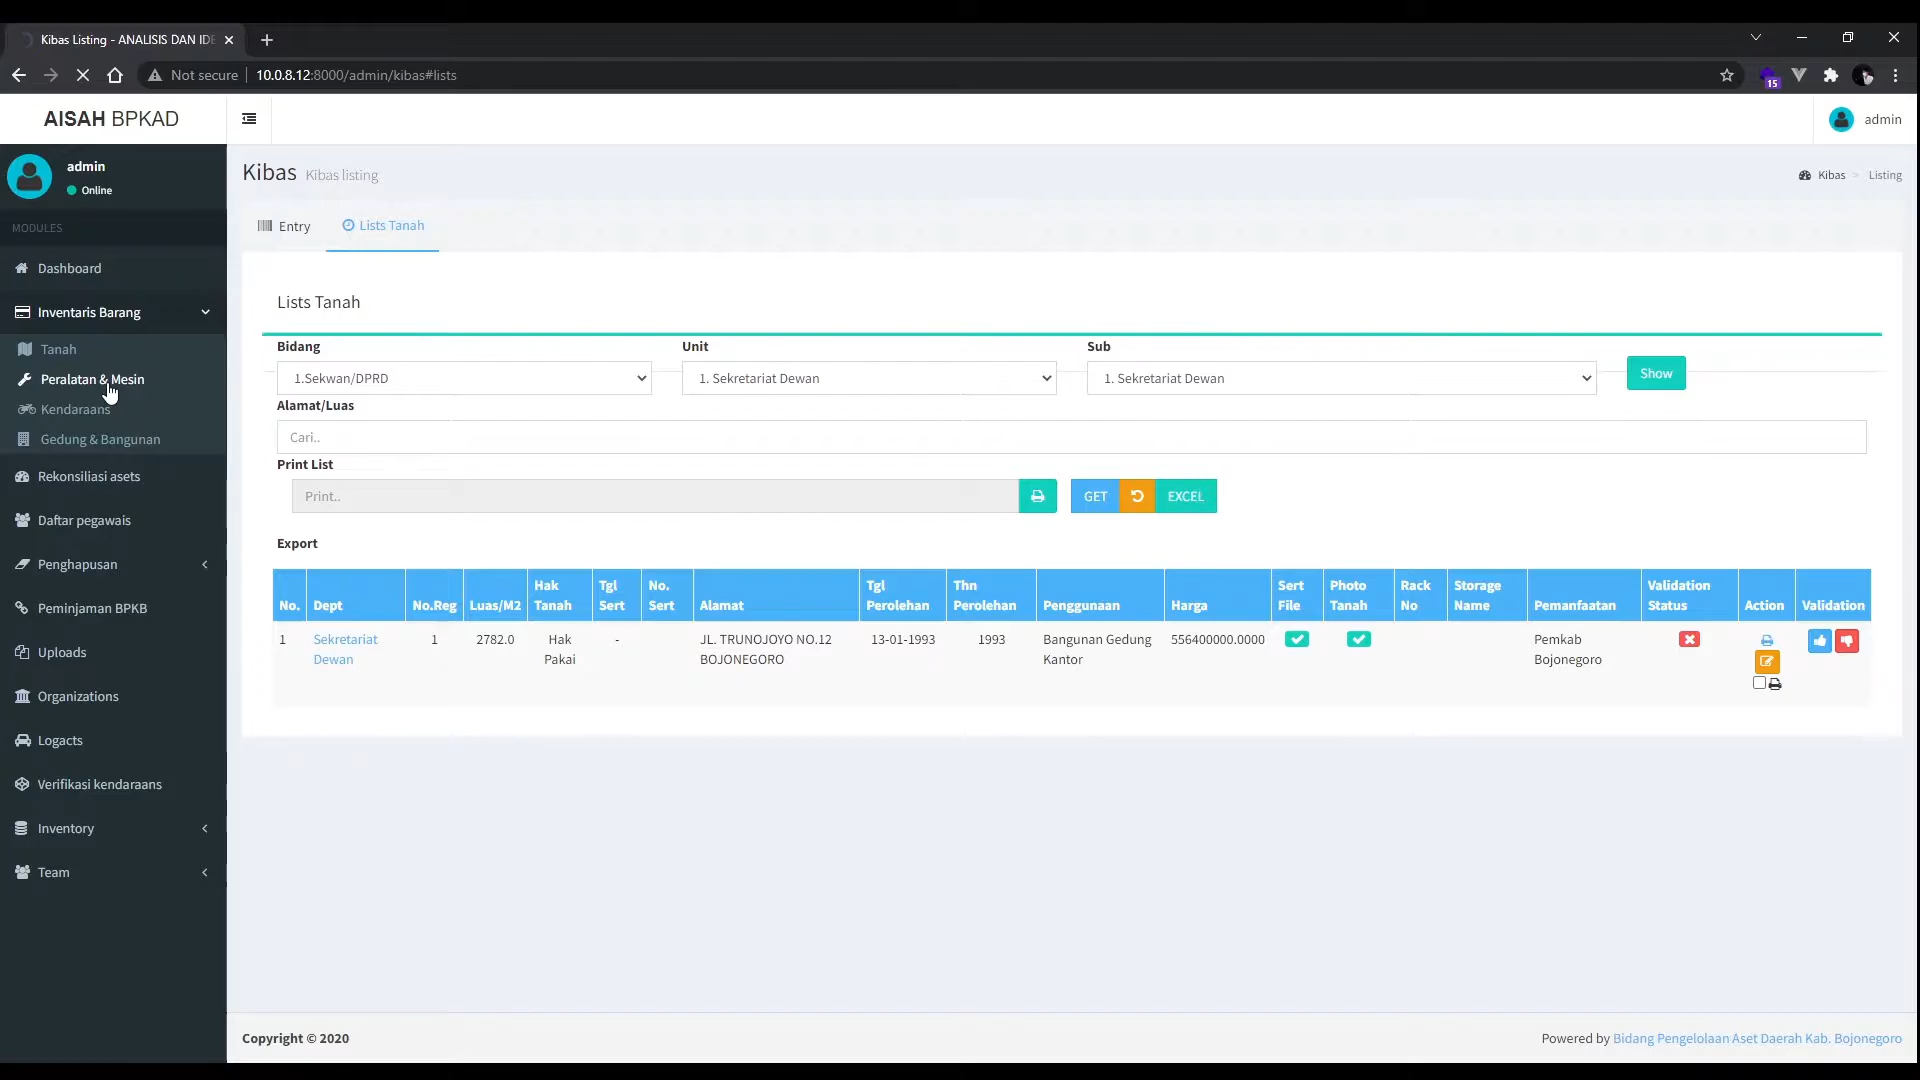 Kibas Listing - ANALISIS DAN IDE
Not secure
10.0.8.12:8000/admin/kibas#lists
15
AISAH BPKAD
admin
admin
Online
MODULES
Dashboard
Inventaris Barang
Tanah
Peralatan & Mesin
Kendaraans
Gedung & Bangunan
Rekonsiliasi asets
Daftar pegawais
Penghapusan
Peminjaman BPKB
Uploads
Organizations
Logacts
Verifikasi kendaraans
Inventory
Team
Kibas Kibas listing
Kibas > Listing
Entry
Lists Tanah
Lists Tanah
Bidang
Unit
Sub
1.Sekwan/DPRD
1. Sekretariat Dewan
1. Sekretariat Dewan
Show
Alamat/Luas
Cari..
Print List
Print..
GET
EXCEL
Export
No. Dept No.Reg Luas/M2 Hak Tanah Tgl Sert No. Sert Alamat Tgl Perolehan Thn Perolehan Penggunaan Harga Sert File Photo Tanah Rack No Storage Name Pemanfaatan Validation Status Action Validation
1 Sekretariat Dewan 1 2782.0 Hak Pakai - JL. TRUNOJOYO NO.12 BOJONEGORO 13-01-1993 1993 Bangunan Gedung Kantor 556400000.0000 Pemkab Bojonegoro
Copyright © 2020
Powered by Bidang Pengelolaan Aset Daerah Kab. Bojonegoro